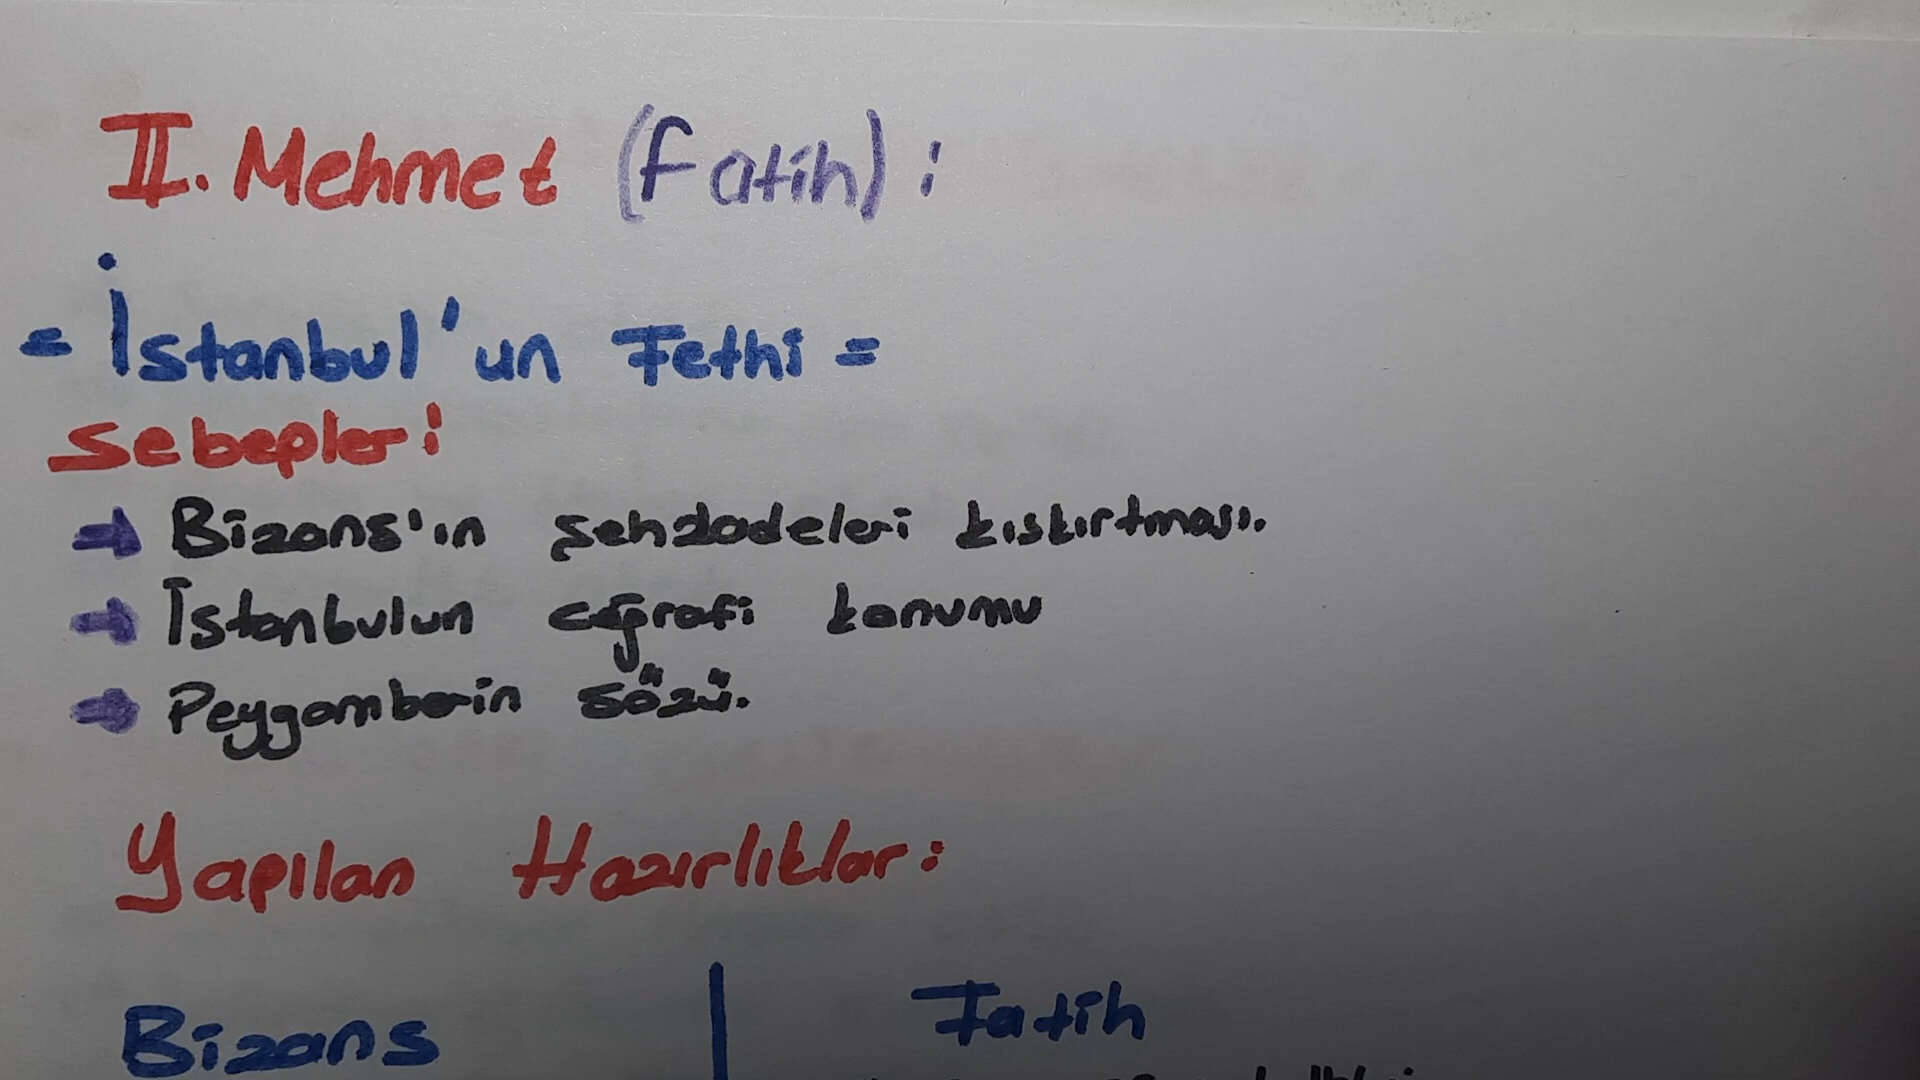 II. Mehmet (Fatih) :
= İstanbul'un Fethi =
Sebepler:
⇒ Bizans'ın şehzadeleri kışkırtması.
⇒ İstanbulun coğrafi konumu
⇒ Peygamberin sözü.
Yapılan Hazırlıklar:
Bizans | Fatih